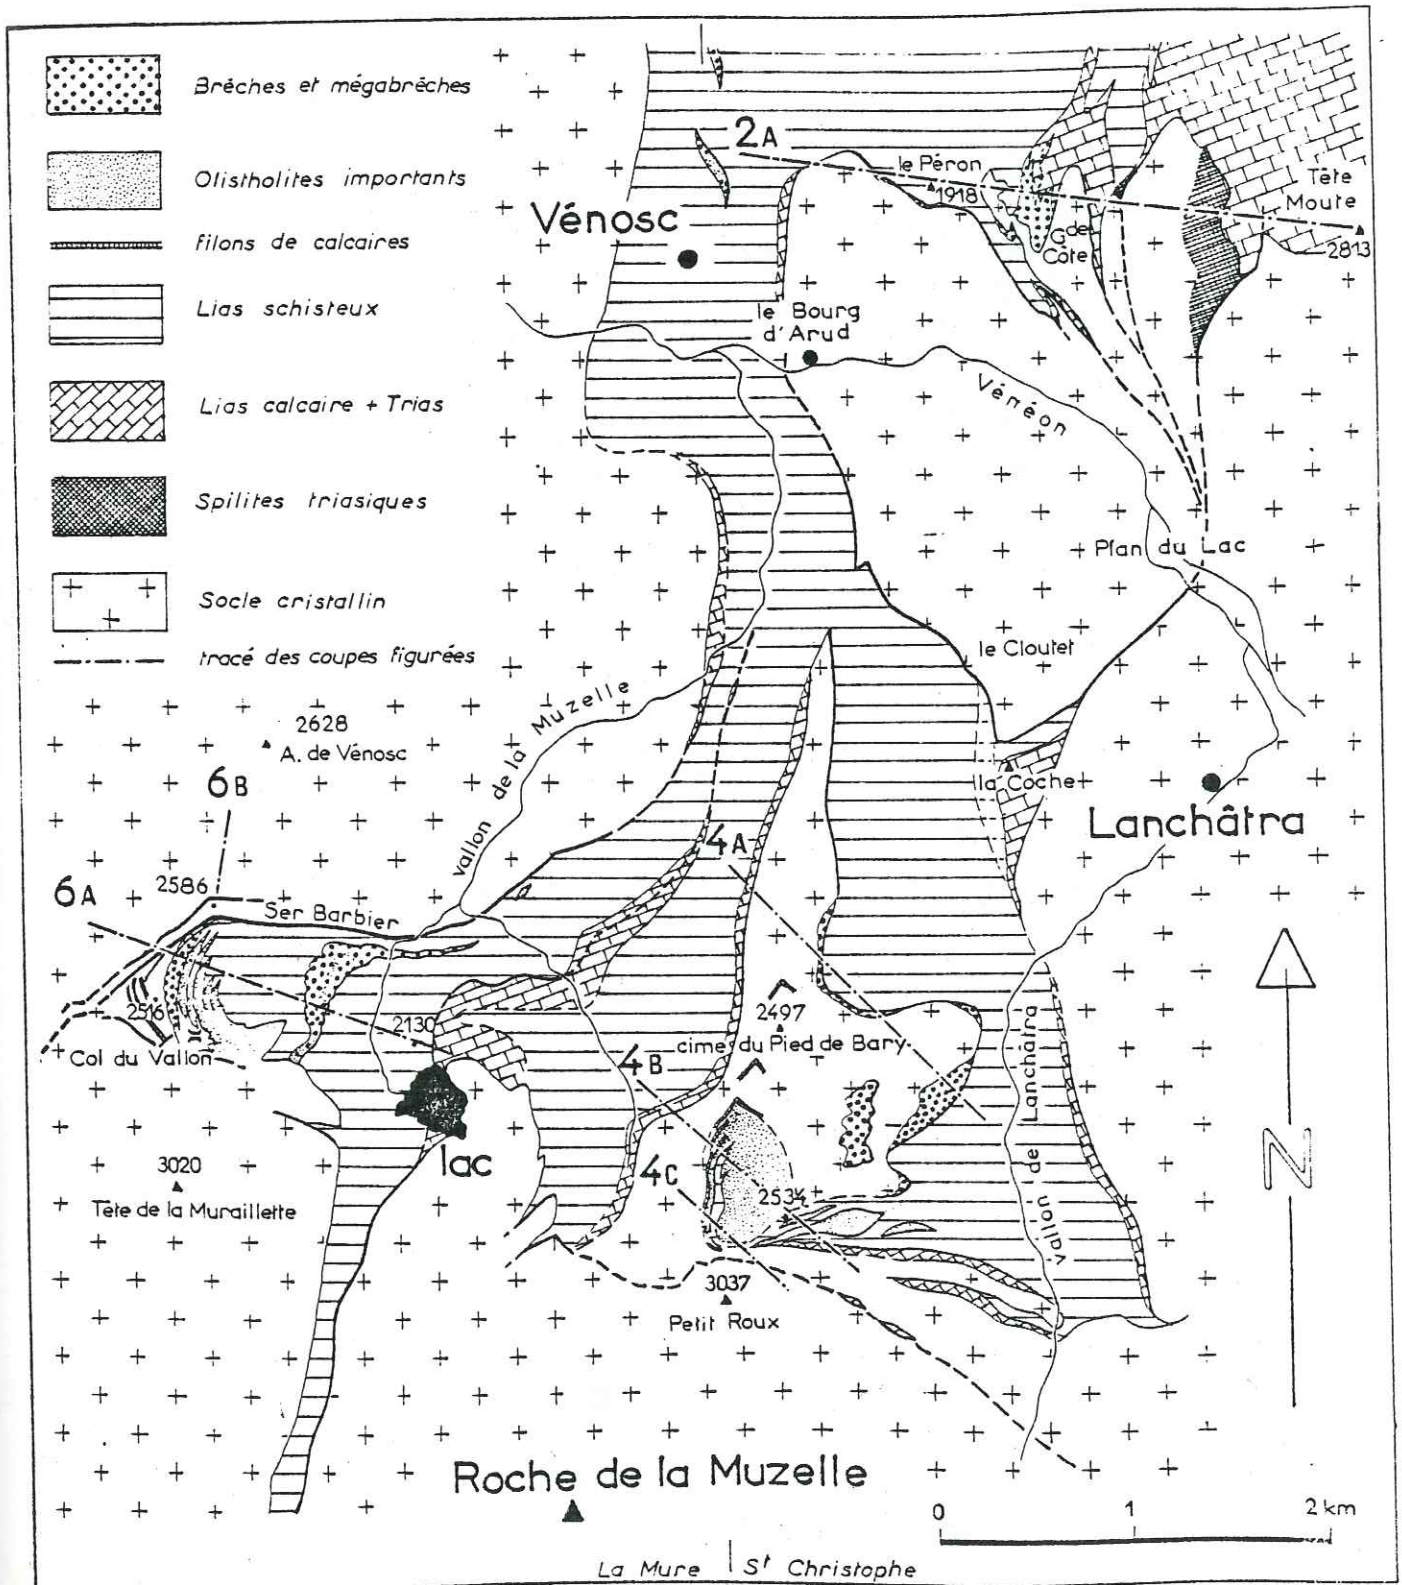 Brèches et mégabrèches
Olistholites importants
filons de calcaires
Lias schisteux
Lias calcaire + Trias
Spilites triasiques
Socle cristallin
tracé des coupes figurées
2A
le Péron
1918
Tête
Moute
2813
Gde
Côte
Vénosc
le Bourg
d'Arud
Vénéon
Plan du Lac
le Cloutet
la Coche
Lanchâtra
2628
A. de Vénosc
vallon de la Muzelle
6B
6A
2586
Ser Barbier
4A
2516
Col du Vallon
2130
2497
cime du Pied de Bary
4B
lac
4C
2534
vallon de Lanchâtra
3020
Tête de la Muraillette
3037
Petit Roux
N
Roche de la Muzelle
0 1 2 km
La Mure | St Christophe